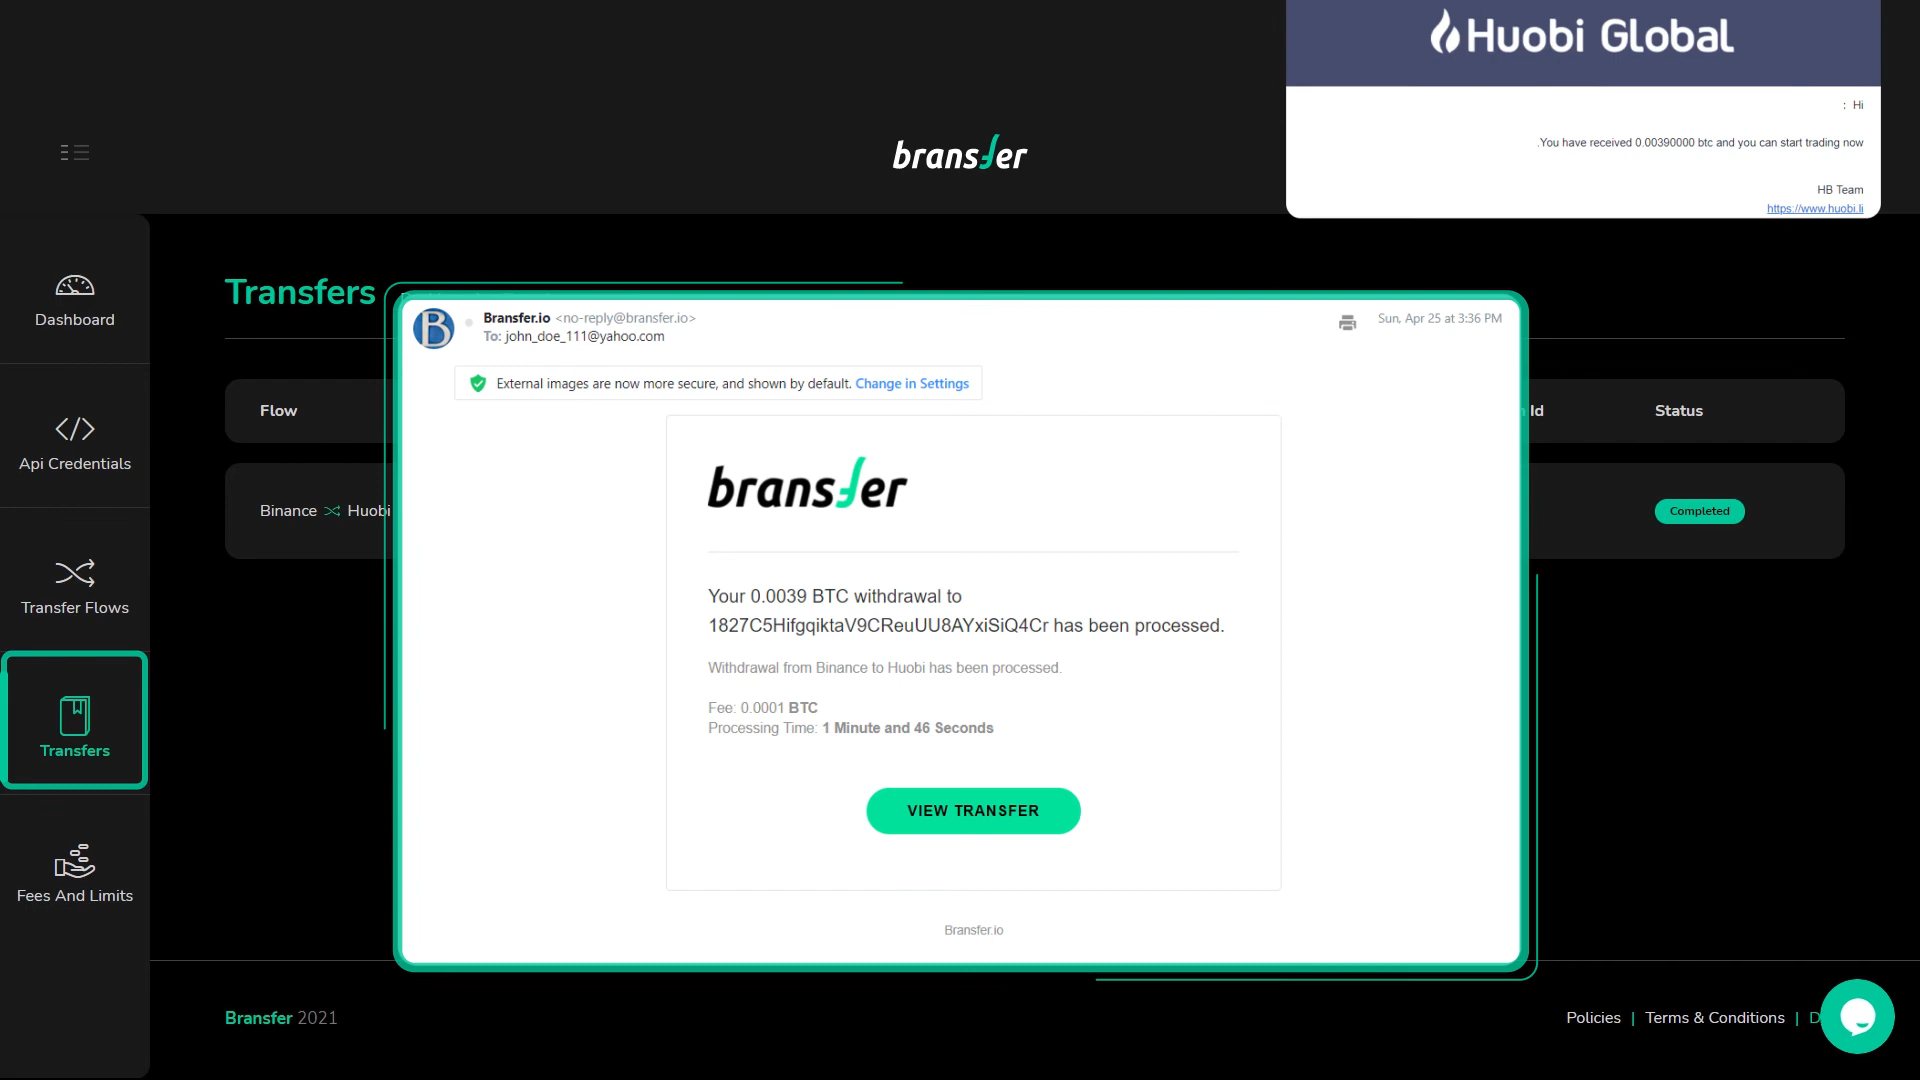 Huobi Global
: Hi
.You have received 0.00390000 btc and you can start trading now
HB Team
https://www.huobi.li
bransfer
Dashboard
Api Credentials
Transfer Flows
Transfers
Fees And Limits
Transfers
Flow
Id
Status
Binance Huobi
Completed
B
Bransfer.io <no-reply@bransfer.io>
Sun, Apr 25 at 3:36 PM
To: john_doe_111@yahoo.com
External images are now more secure, and shown by default. Change in Settings
bransfer
Your 0.0039 BTC withdrawal to
1827C5HifgqiktaV9CReuUU8AYxiSiQ4Cr has been processed.
Withdrawal from Binance to Huobi has been processed.
Fee: 0.0001 BTC
Processing Time: 1 Minute and 46 Seconds
VIEW TRANSFER
Bransfer.io
Bransfer 2021
Policies | Terms & Conditions |